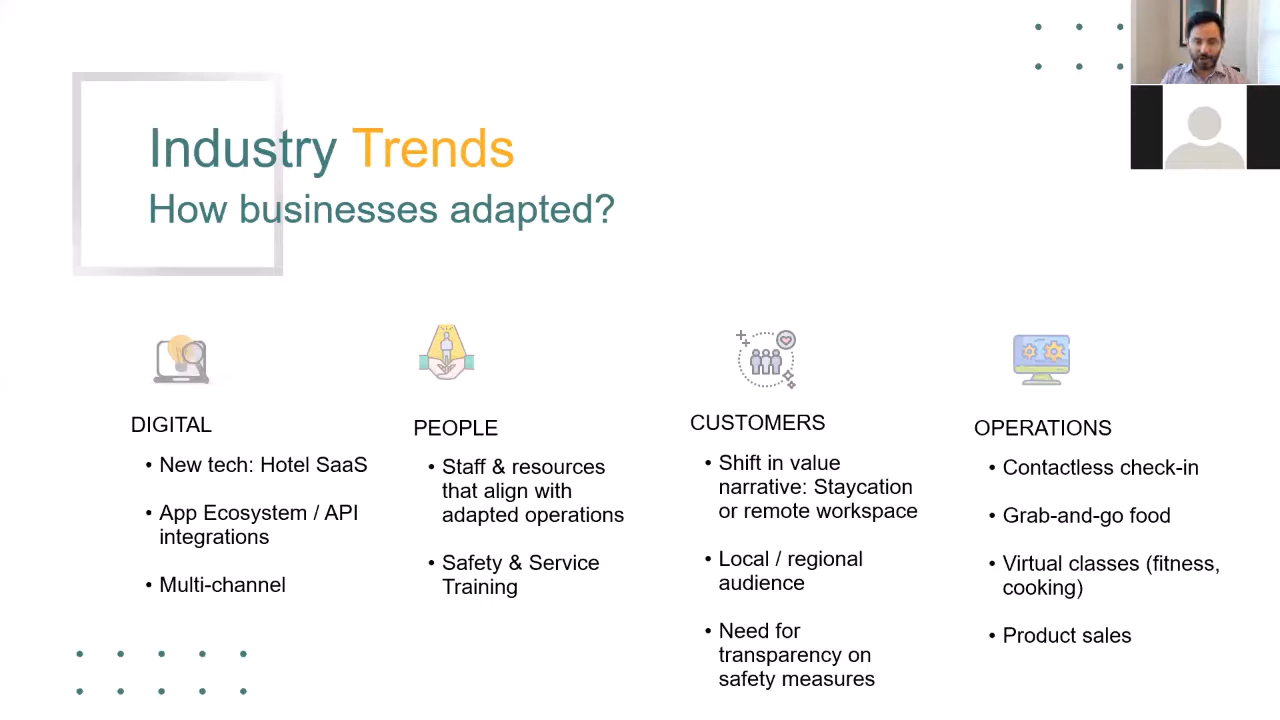 Industry Trends
How businesses adapted?
DIGITAL
• New tech: Hotel SaaS
• App Ecosystem / API
integrations
• Multi-channel
PEOPLE
• Staff & resources
that align with
adapted operations
• Safety & Service
Training
CUSTOMERS
• Shift in value
narrative: Staycation
or remote workspace
• Local / regional
audience
• Need for
transparency on
safety measures
OPERATIONS
• Contactless check-in
• Grab-and-go food
• Virtual classes (fitness,
cooking)
• Product sales